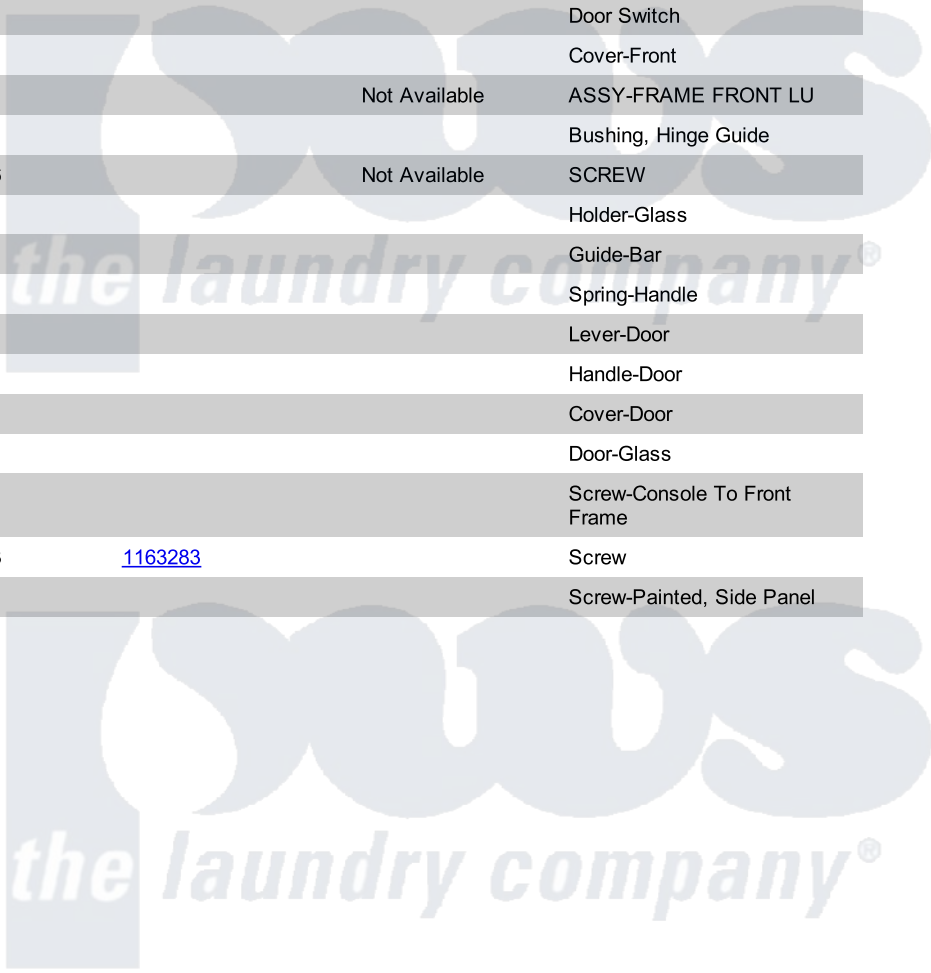 Door Switch
Cover-Front
Not Available ASSY-FRAME FRONT LU
Bushing, Hinge Guide
Not Available SCREW
Holder-Glass
Guide-Bar
the laundry company®
Spring-Handle
Lever-Door
Handle-Door
Cover-Door
Door-Glass
Screw-Console To Front
Frame
1163283 Screw
Screw-Painted, Side Panel
pws
the laundry company®